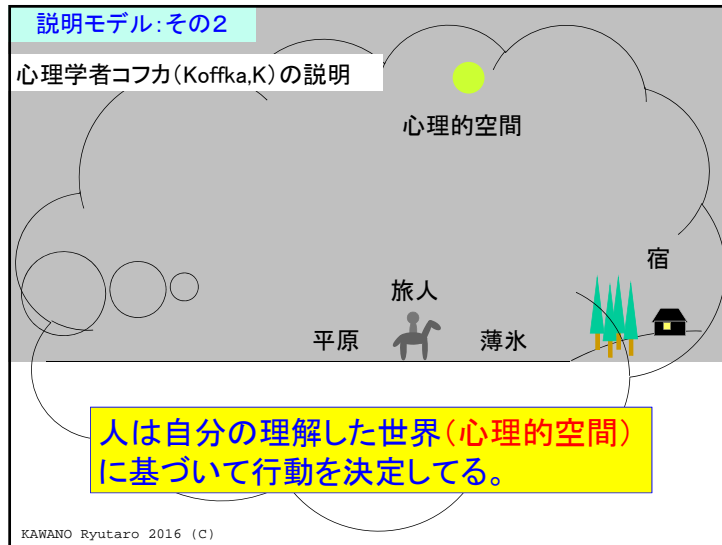 説明モデル：その２
心理学者コフカ（Koffka,K）の説明
心理的空間
宿
旅人
平原
薄氷
人は自分の理解した世界（心理的空間）
に基づいて行動を決定してる。
KAWANO Ryutaro 2016 (C)